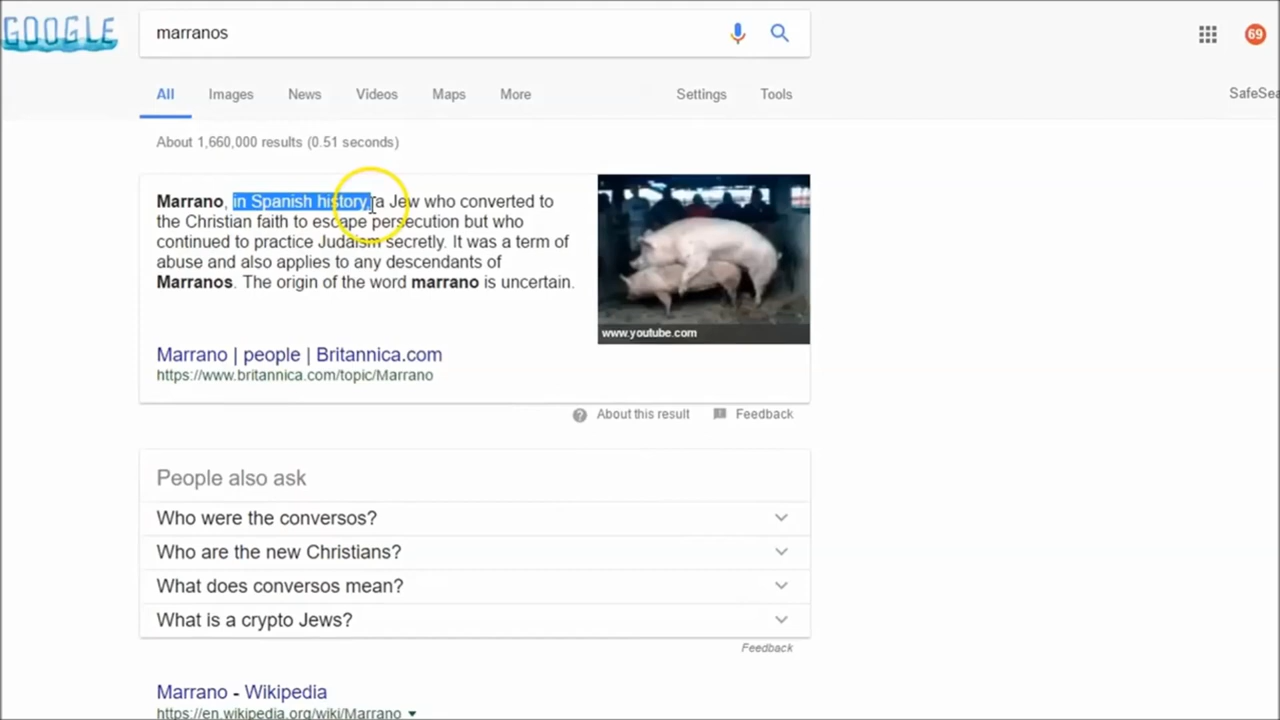 GOOGLE
marranos
69
All Images News Videos Maps More Settings Tools
SafeSea
About 1,660,000 results (0.51 seconds)
Marrano, in Spanish history, a Jew who converted to
the Christian faith to escape persecution but who
continued to practice Judaism secretly. It was a term of
abuse and also applies to any descendants of
Marranos. The origin of the word marrano is uncertain.
www.youtube.com
Marrano | people | Britannica.com
https://www.britannica.com/topic/Marrano
About this result Feedback
People also ask
Who were the conversos?
Who are the new Christians?
What does conversos mean?
What is a crypto Jews?
Feedback
Marrano - Wikipedia
https://en.wikipedia.org/wiki/Marrano